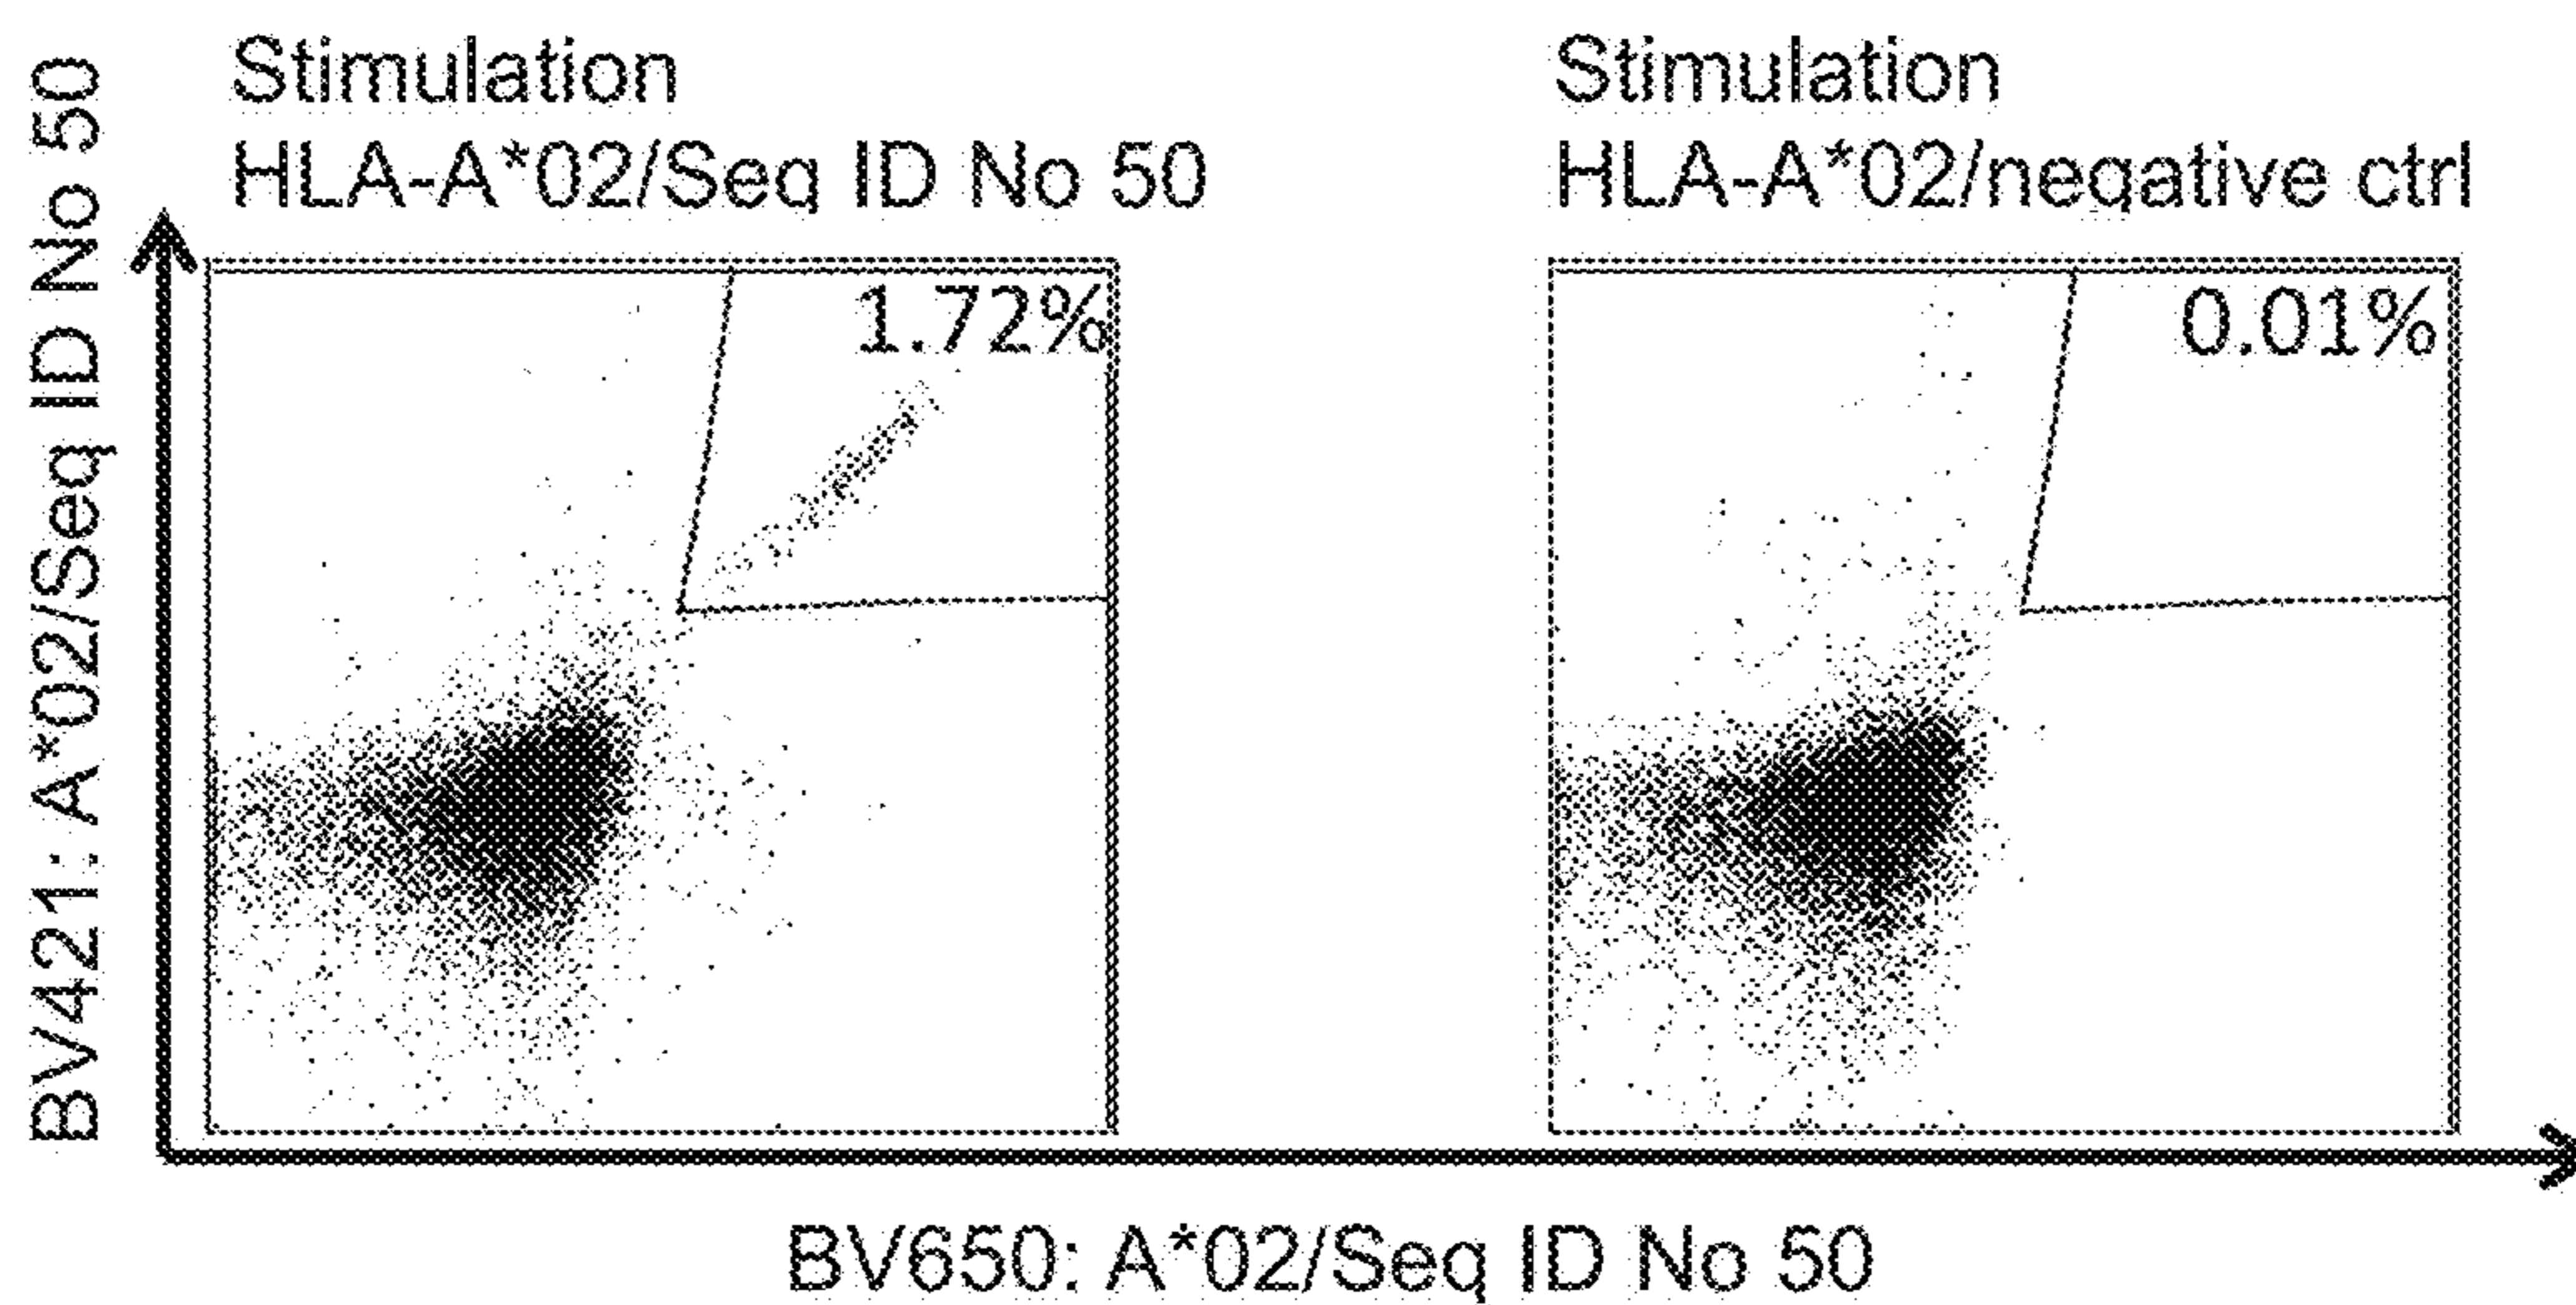 Stimulation
HLA-A*02/Seq ID No 50
Stimulation
HLA-A*02/negative ctrl
BV421: A*02/Seq ID No 50
1.72%
0.01%
BV650: A*02/Seq ID No 50